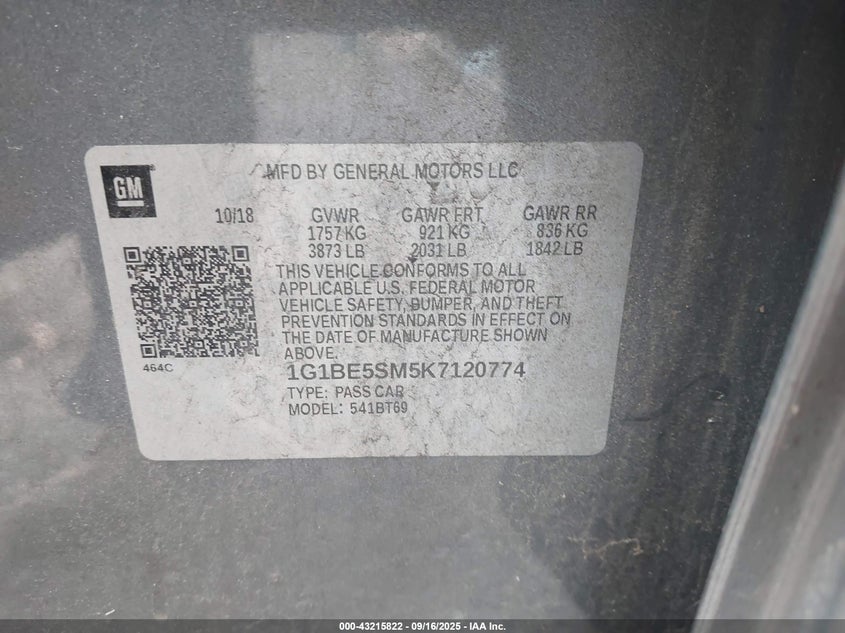 GM
MFD BY GENERAL MOTORS LLC
10/18 GVWR GAWR FRT GAWR RR
1757 KG 921 KG 836 KG
3873 LB 2031 LB 1842 LB
THIS VEHICLE CONFORMS TO ALL
APPLICABLE U.S. FEDERAL MOTOR
VEHICLE SAFETY, BUMPER, AND THEFT
PREVENTION STANDARDS IN EFFECT ON
THE DATE OF MANUFACTURE SHOWN
ABOVE.
464C
1G1BE5SM5K7120774
TYPE: PASS CAR
MODEL: 541BT69
000-43215822 - 09/16/2025 - IAA Inc.